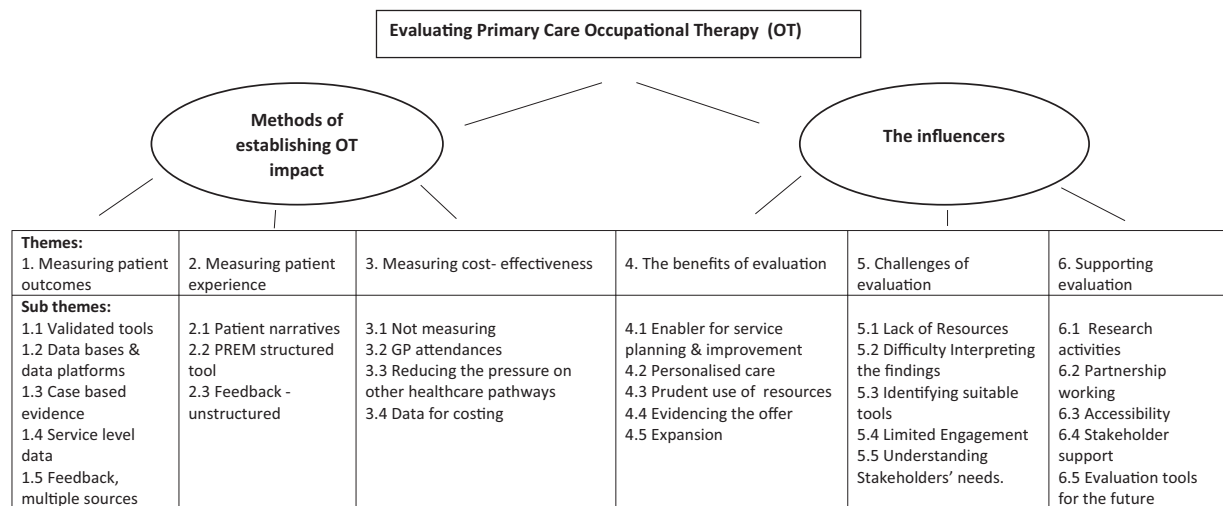 Evaluating Primary Care Occupational Therapy (OT)
Methods of
establishing OT
impact
The influencers
Themes:
1. Measuring patient
outcomes
2. Measuring patient
experience
3. Measuring cost- effectiveness
4. The benefits of evaluation
5. Challenges of
evaluation
6. Supporting
evaluation
Sub themes:
1.1 Validated tools
1.2 Data bases &
data platforms
1.3 Case based
evidence
1.4 Service level
data
1.5 Feedback,
multiple sources
2.1 Patient narratives
2.2 PREM structured
tool
2.3 Feedback -
unstructured
3.1 Not measuring
3.2 GP attendances
3.3 Reducing the pressure on
other healthcare pathways
3.4 Data for costing
4.1 Enabler for service
planning & improvement
4.2 Personalised care
4.3 Prudent use of resources
4.4 Evidencing the offer
4.5 Expansion
5.1 Lack of Resources
5.2 Difficulty Interpreting
the findings
5.3 Identifying suitable
tools
5.4 Limited Engagement
5.5 Understanding
Stakeholders’ needs.
6.1 Research
activities
6.2 Partnership
working
6.3 Accessibility
6.4 Stakeholder
support
6.5 Evaluation tools
for the future